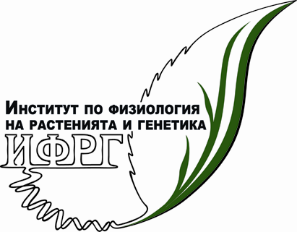 Институт по физиология
на растенията и генетика
ИФРГ